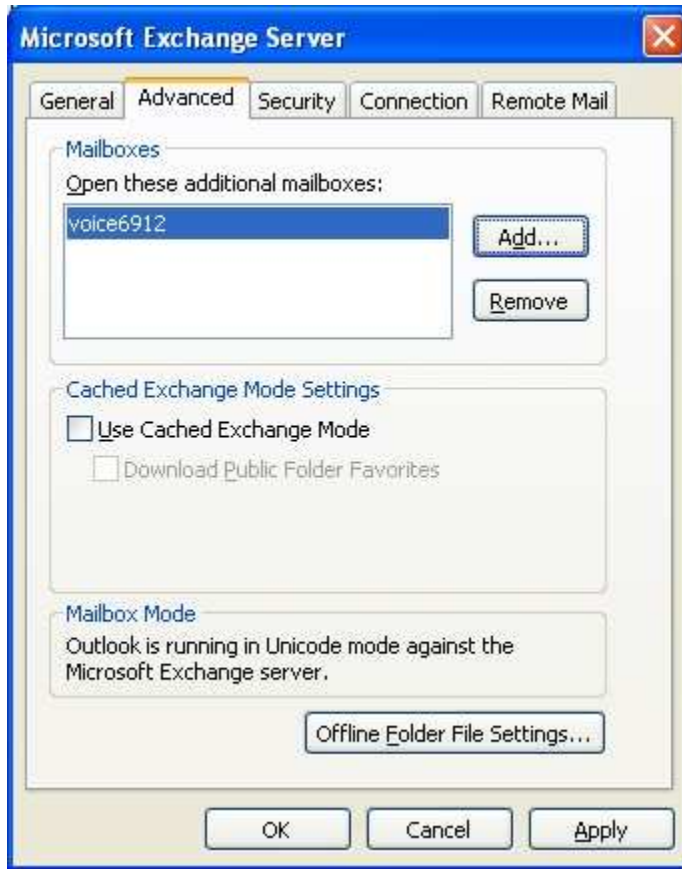 Microsoft Exchange Server
General Advanced Security Connection Remote Mail
Mailboxes
Open these additional mailboxes:
voice6912
Add...
Remove
Cached Exchange Mode Settings
Use Cached Exchange Mode
Download Public Folder Favorites
Mailbox Mode
Outlook is running in Unicode mode against the
Microsoft Exchange server.
Offline Folder File Settings...
OK Cancel Apply